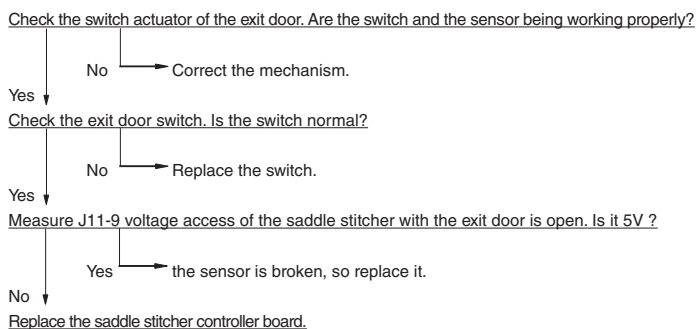 Check the switch actuator of the exit door. Are the switch and the sensor being working properly?
No
Correct the mechanism.
Yes
Check the exit door switch. Is the switch normal?
No
Replace the switch.
Yes
Measure J11-9 voltage access of the saddle stitcher with the exit door is open. Is it 5V ?
Yes
the sensor is broken, so replace it.
No
Replace the saddle stitcher controller board.